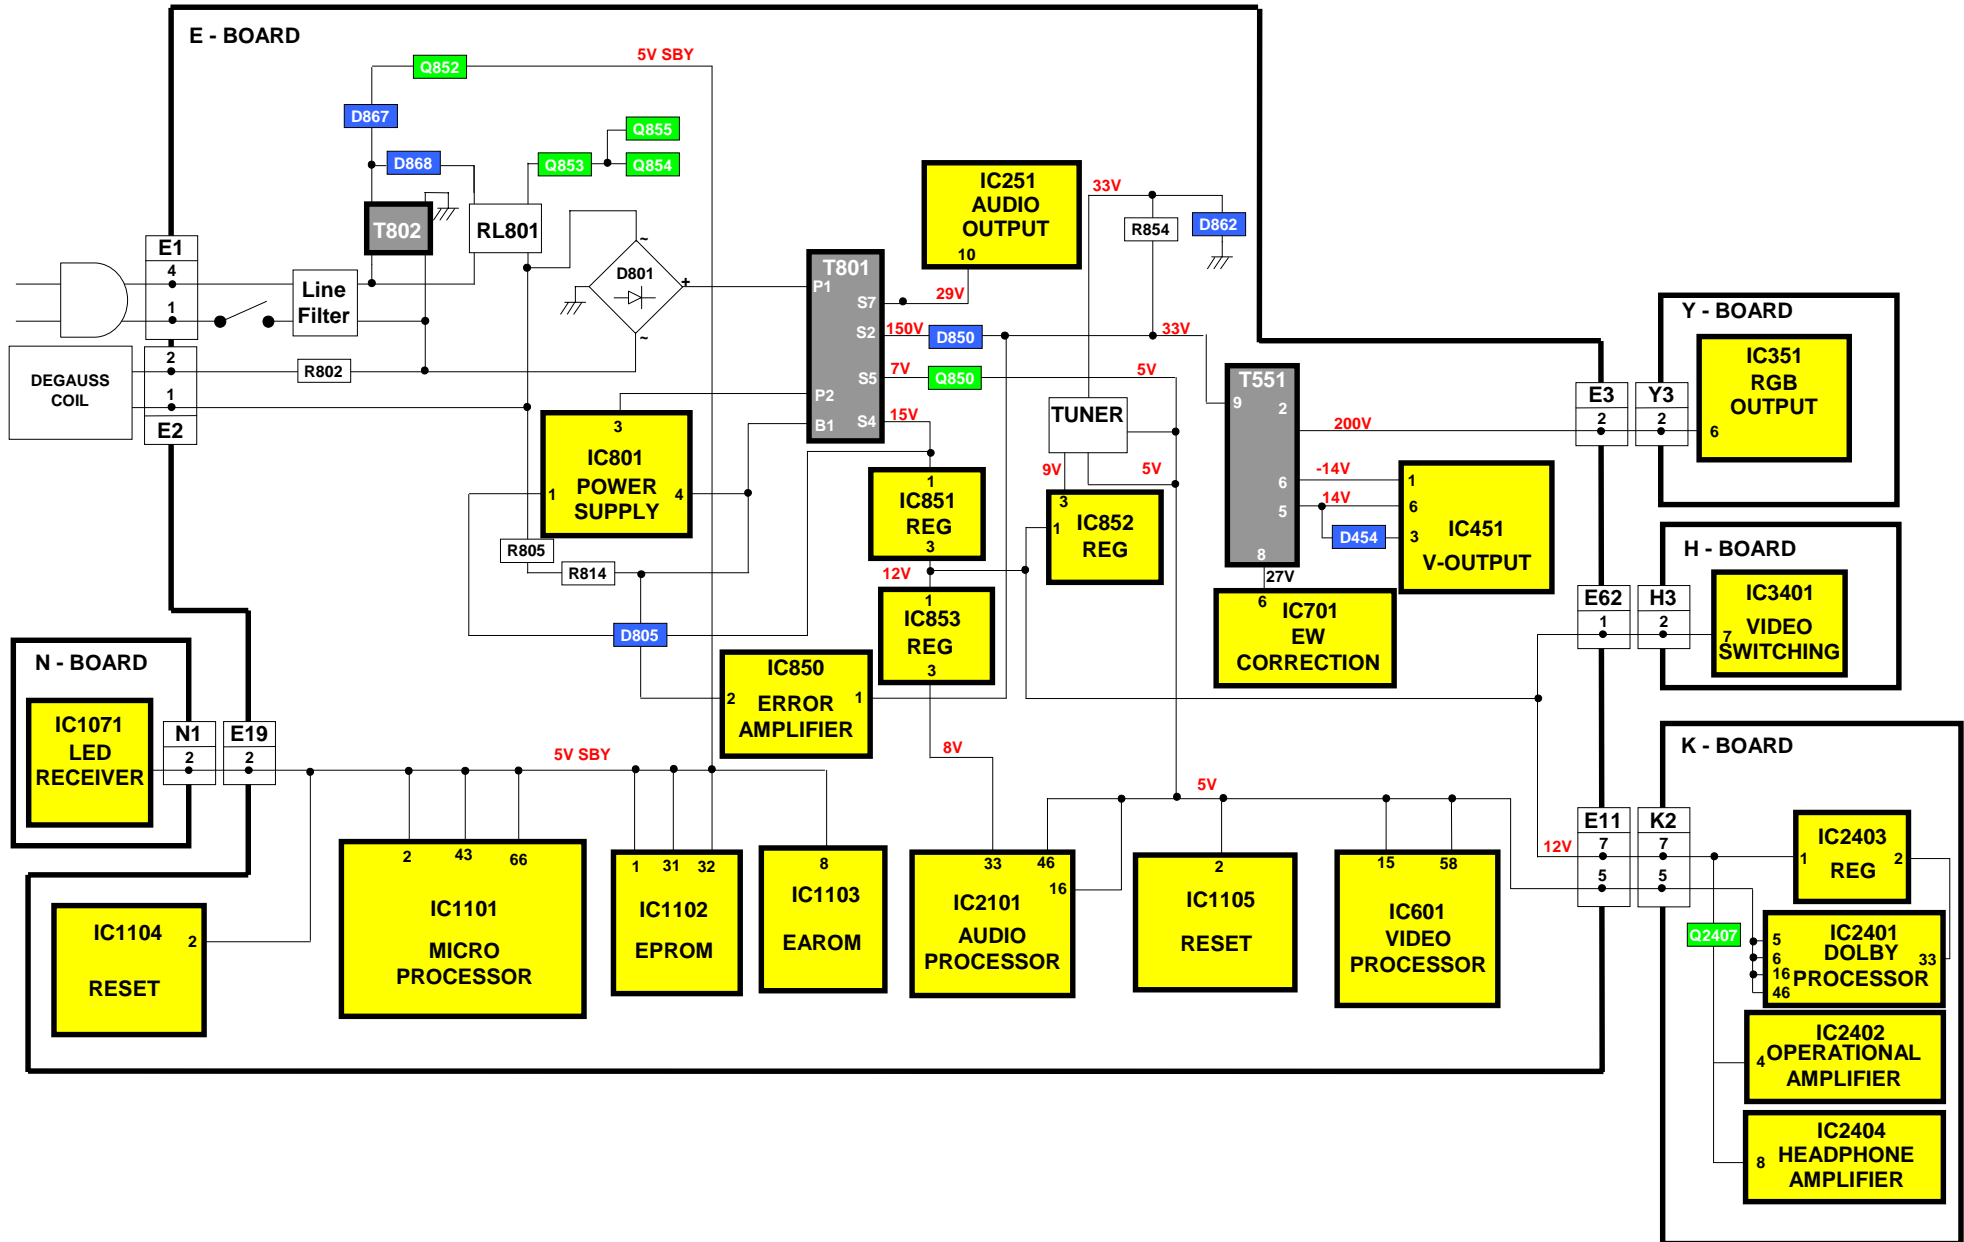 E - BOARD
5V SBY
Q852
D867
D868
Q853
Q855
Q854
T802
RL801
E1
4
1
Line
Filter
D801
~
+
~
DEGAUSS
COIL
2
1
E2
R802
T801
P1
S7
S2
S5
P2
B1
S4
29V
150V
7V
15V
D850
Q850
IC251
AUDIO
OUTPUT
10
33V
R854
D862
33V
5V
TUNER
9V
5V
3
IC801
POWER
SUPPLY
1
4
R805
R814
D805
1
IC851
REG
3
12V
1
IC853
REG
3
3
1
IC852
REG
IC850
ERROR
AMPLIFIER
2
1
T551
9
2
6
5
8
200V
-14V
14V
D454
27V
1
6
3
IC451
V-OUTPUT
6
IC701
EW
CORRECTION
E3
2
Y3
2
Y - BOARD
IC351
RGB
OUTPUT
6
H - BOARD
E62
1
H3
2
IC3401
VIDEO
SWITCHING
7
N - BOARD
IC1071
LED
RECEIVER
N1
2
E19
2
5V SBY
8V
5V
IC1104
RESET
2
2
43
66
IC1101
MICRO
PROCESSOR
1
31
32
IC1102
EPROM
8
IC1103
EAROM
33
46
16
IC2101
AUDIO
PROCESSOR
2
IC1105
RESET
15
58
IC601
VIDEO
PROCESSOR
12V
E11
7
5
K2
7
5
K - BOARD
IC2403
REG
1
2
Q2407
IC2401
DOLBY
PROCESSOR
5
6
16
46
33
IC2402
OPERATIONAL
AMPLIFIER
4
IC2404
HEADPHONE
AMPLIFIER
8